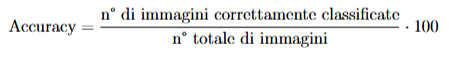 Accuracy = n° di immagini correttamente classificate / n° totale di immagini · 100